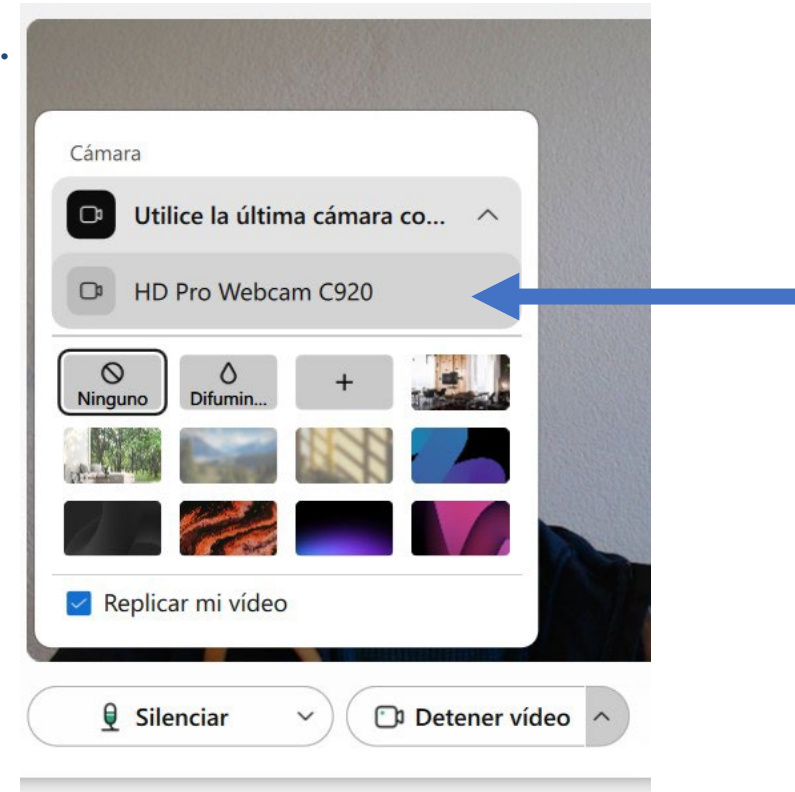 Cámara
Utilice la última cámara co...
HD Pro Webcam C920
Ninguno
Difumin...
+
Replicar mi vídeo
Silenciar
Detener vídeo